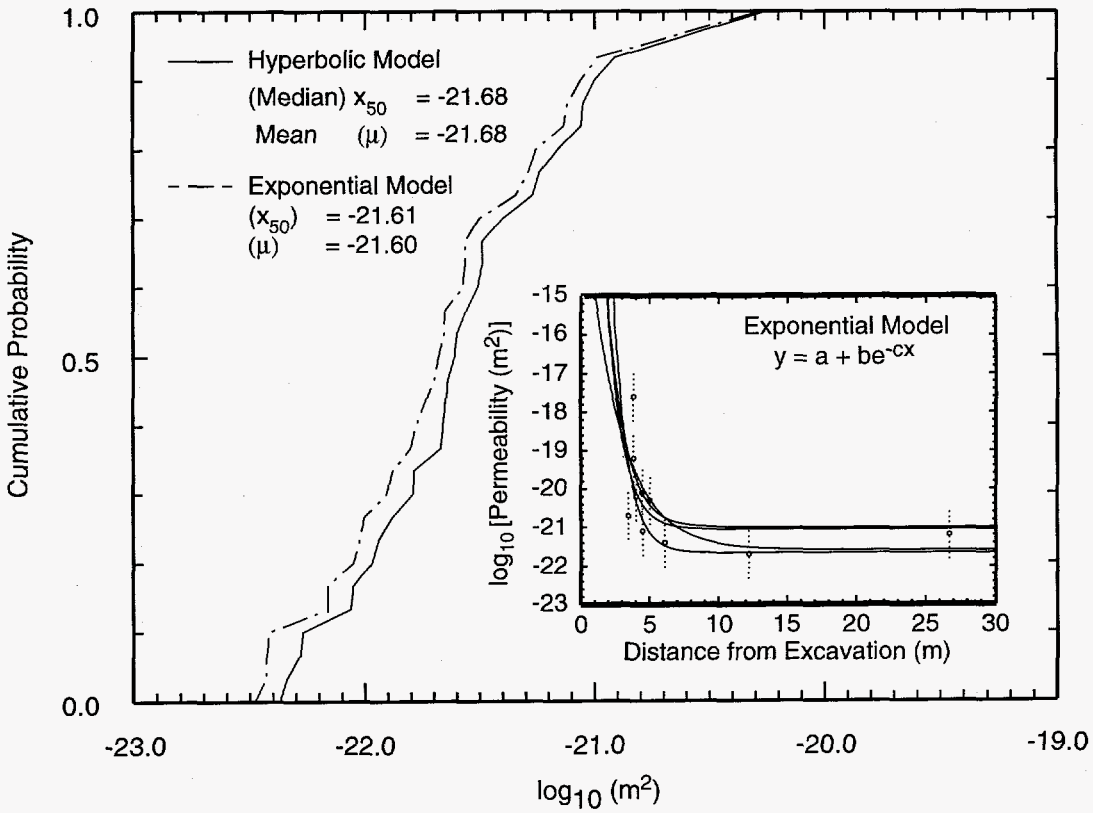 1.0
0.5
0.0
Cumulative Probability
Hyperbolic Model
(Median) x50 = -21.68
Mean (μ) = -21.68
Exponential Model
(x50) = -21.61
(μ) = -21.60
-15
-16
-17
-18
-19
-20
-21
-22
-23
log10 [Permeability (m²)]
Exponential Model
y = a + be^-cx
0 5 10 15 20 25 30
Distance from Excavation (m)
-23.0 -22.0 -21.0 -20.0 -19.0
log10 (m²)